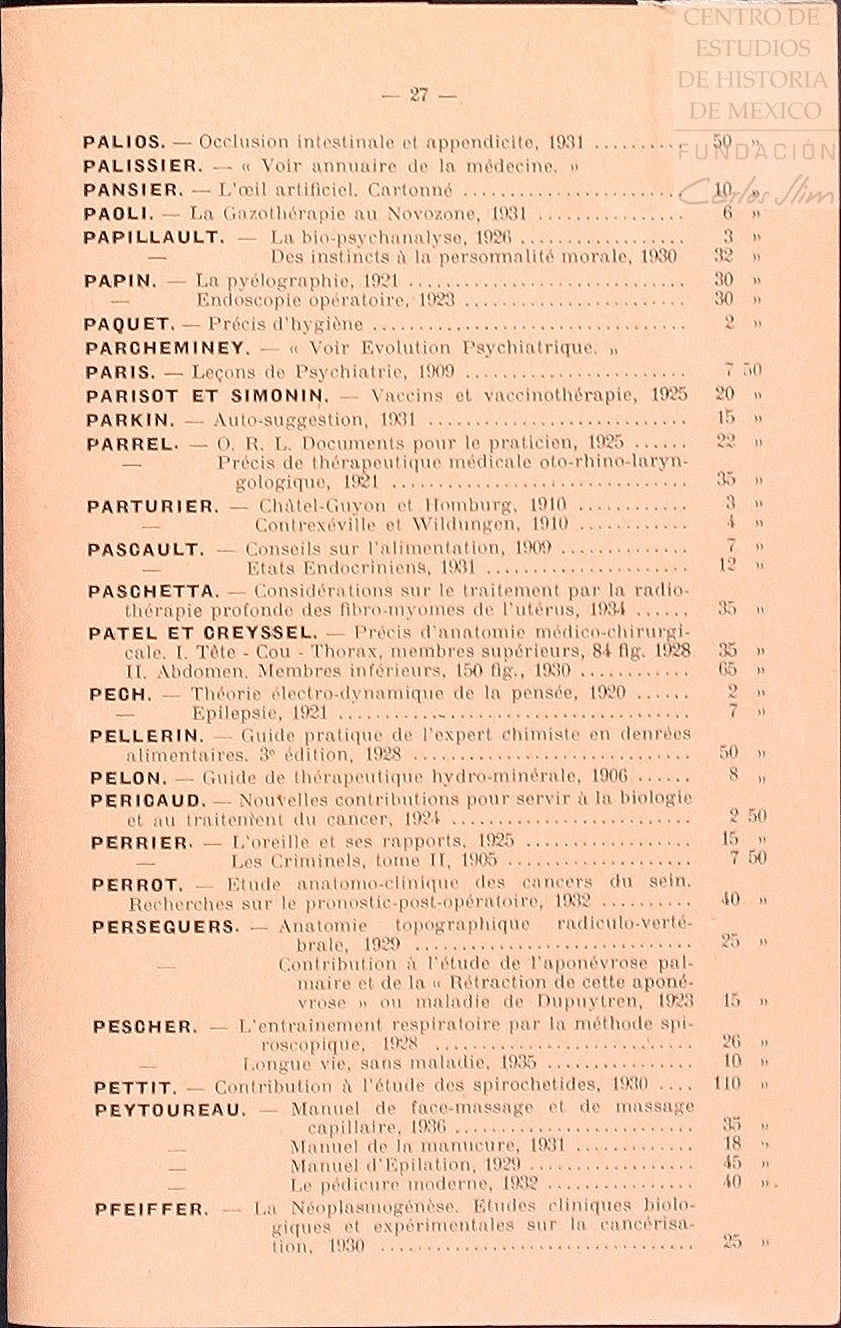 CENTRO DE
ESTUDIOS
DE HISTORIA
DE MEXICO
FUNDACIÓN
Carlos Slim
— 27 —
PALIOS. — Occlusion intestinale et appendicite, 1931 .......... 50 »
PALISSIER. — « Voir annuaire de la médecine. »
PANSIER. — L'œil artificiel. Cartonné .......................... 10 »
PAOLI. — La Gazothérapie au Novozone, 1931 ................ 6 »
PAPILLAULT. — La bio-psychanalyse, 1926 .................. 3 »
— Des instincts à la personnalité morale, 1930 32 »
PAPIN. — La pyélographie, 1921 .............................. 30 »
— Endoscopie opératoire, 1923 ........................ 30 »
PAQUET. — Précis d'hygiène .................................. 2 »
PARCHEMINEY. — « Voir Evolution Psychiatrique. »
PARIS. — Leçons de Psychiatrie, 1909 ........................ 7 50
PARISOT ET SIMONIN. — Vaccins et vaccinothérapie, 1925 20 »
PARKIN. — Auto-suggestion, 1931 ............................ 15 »
PARREL. — O. R. L. Documents pour le praticien, 1925 ...... 22 »
— Précis de thérapeutique médicale oto-rhino-laryn-
gologique, 1921 ................................ 35 »
PARTURIER. — Châtel-Guyon et Homburg, 1910 ............. 3 »
— Contrexéville et Wildungen, 1910 ............ 4 »
PASCAULT. — Conseils sur l'alimentation, 1909 .............. 7 »
— Etats Endocriniens, 1931 ...................... 12 »
PASCHETTA. — Considérations sur le traitement par la radio-
thérapie profonde des fibro-myomes de l'utérus, 1934 ...... 35 »
PATEL ET CREYSSEL. — Précis d'anatomie médico-chirurgi-
cale. I. Tête - Cou - Thorax, membres supérieurs, 84 fig. 1928 35 »
II. Abdomen. Membres inférieurs, 150 fig., 1930 ............ 65 »
PECH. — Théorie électro-dynamique de la pensée, 1920 ...... 2 »
— Epilepsie, 1921 ...................................... 7 »
PELLERIN. — Guide pratique de l'expert chimiste en denrées
alimentaires. 3e édition, 1928 .............................. 50 »
PELON. — Guide de thérapeutique hydro-minérale, 1906 ...... 8 »
PERICAUD. — Nouvelles contributions pour servir à la biologie
et au traitement du cancer, 1924 .......................... 2 50
PERRIER. — L'oreille et ses rapports, 1925 .................. 15 »
— Les Criminels, tome II, 1905 .................... 7 50
PERROT. — Etude anatomo-clinique des cancers du sein.
Recherches sur le pronostic-post-opératoire, 1932 .......... 40 »
PERSEGUERS. — Anatomie topographique radiculo-verté-
brale, 1929 .............................. 25 »
— Contribution à l'étude de l'aponévrose pal-
maire et de la « Rétraction de cette aponé-
vrose » ou maladie de Dupuytren, 1923 15 »
PESCHER. — L'entrainement respiratoire par la méthode spi-
roscopique, 1928 ............................ 26 »
— Longue vie, sans maladie, 1935 ................ 10 »
PETTIT. — Contribution à l'étude des spirochetides, 1930 .... 110 »
PEYTOUREAU. — Manuel de face-massage et de massage
capillaire, 1936 .......................... 35 »
— Manuel de la manucure, 1931 ............. 18 »
— Manuel d'Epilation, 1929 .................. 45 »
— Le pédicure moderne, 1932 ................ 40 ».
PFEIFFER. — La Néoplasmogénèse. Etudes cliniques biolo-
giques et expérimentales sur la cancérisa-
tion, 1930 .................................. 25 »